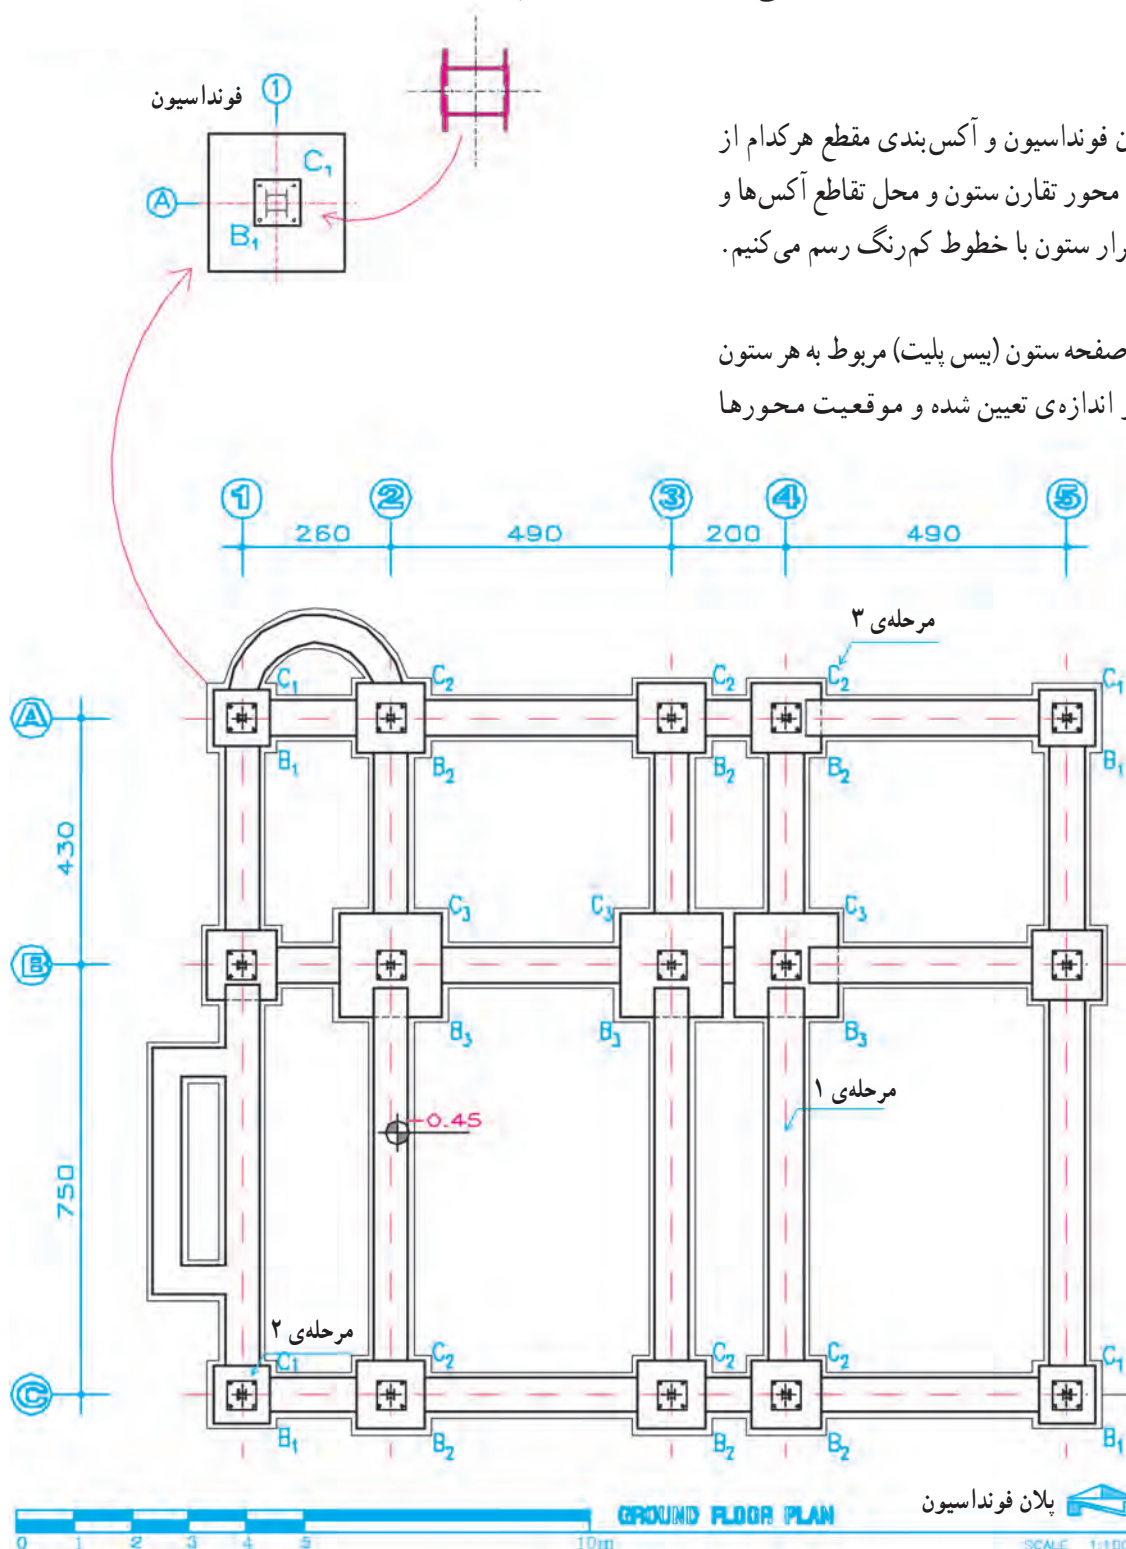 فونداسیون
1
C₁
A
B₁
ن فونداسیون و آکس‌بندی مقطع هرکدام از
محور تقارن ستون و محل تقاطع آکس‌ها و
رار ستون با خطوط کم‌رنگ رسم می‌کنیم.
صفحه ستون (بیس پلیت) مربوط به هر ستون
ر اندازه‌ی تعیین شده و موقعیت محورها
1 2 3 4 5
260 490 200 490
مرحله‌ی ۳
C₁ C₂ C₂ C₂ C₁
A
B₁ B₂ B₂ B₂ B₁
430
C₃ C₃ C₃
B
B₃ B₃ B₃
مرحله‌ی ۱
-0.45
750
مرحله‌ی ۲
C₁ C₂ C₂ C₂ C₁
C
B₁ B₂ B₂ B₂ B₁
پلان فونداسیون
GROUND FLOOR PLAN
0 1 2 3 4 5 10m
SCALE 1:100